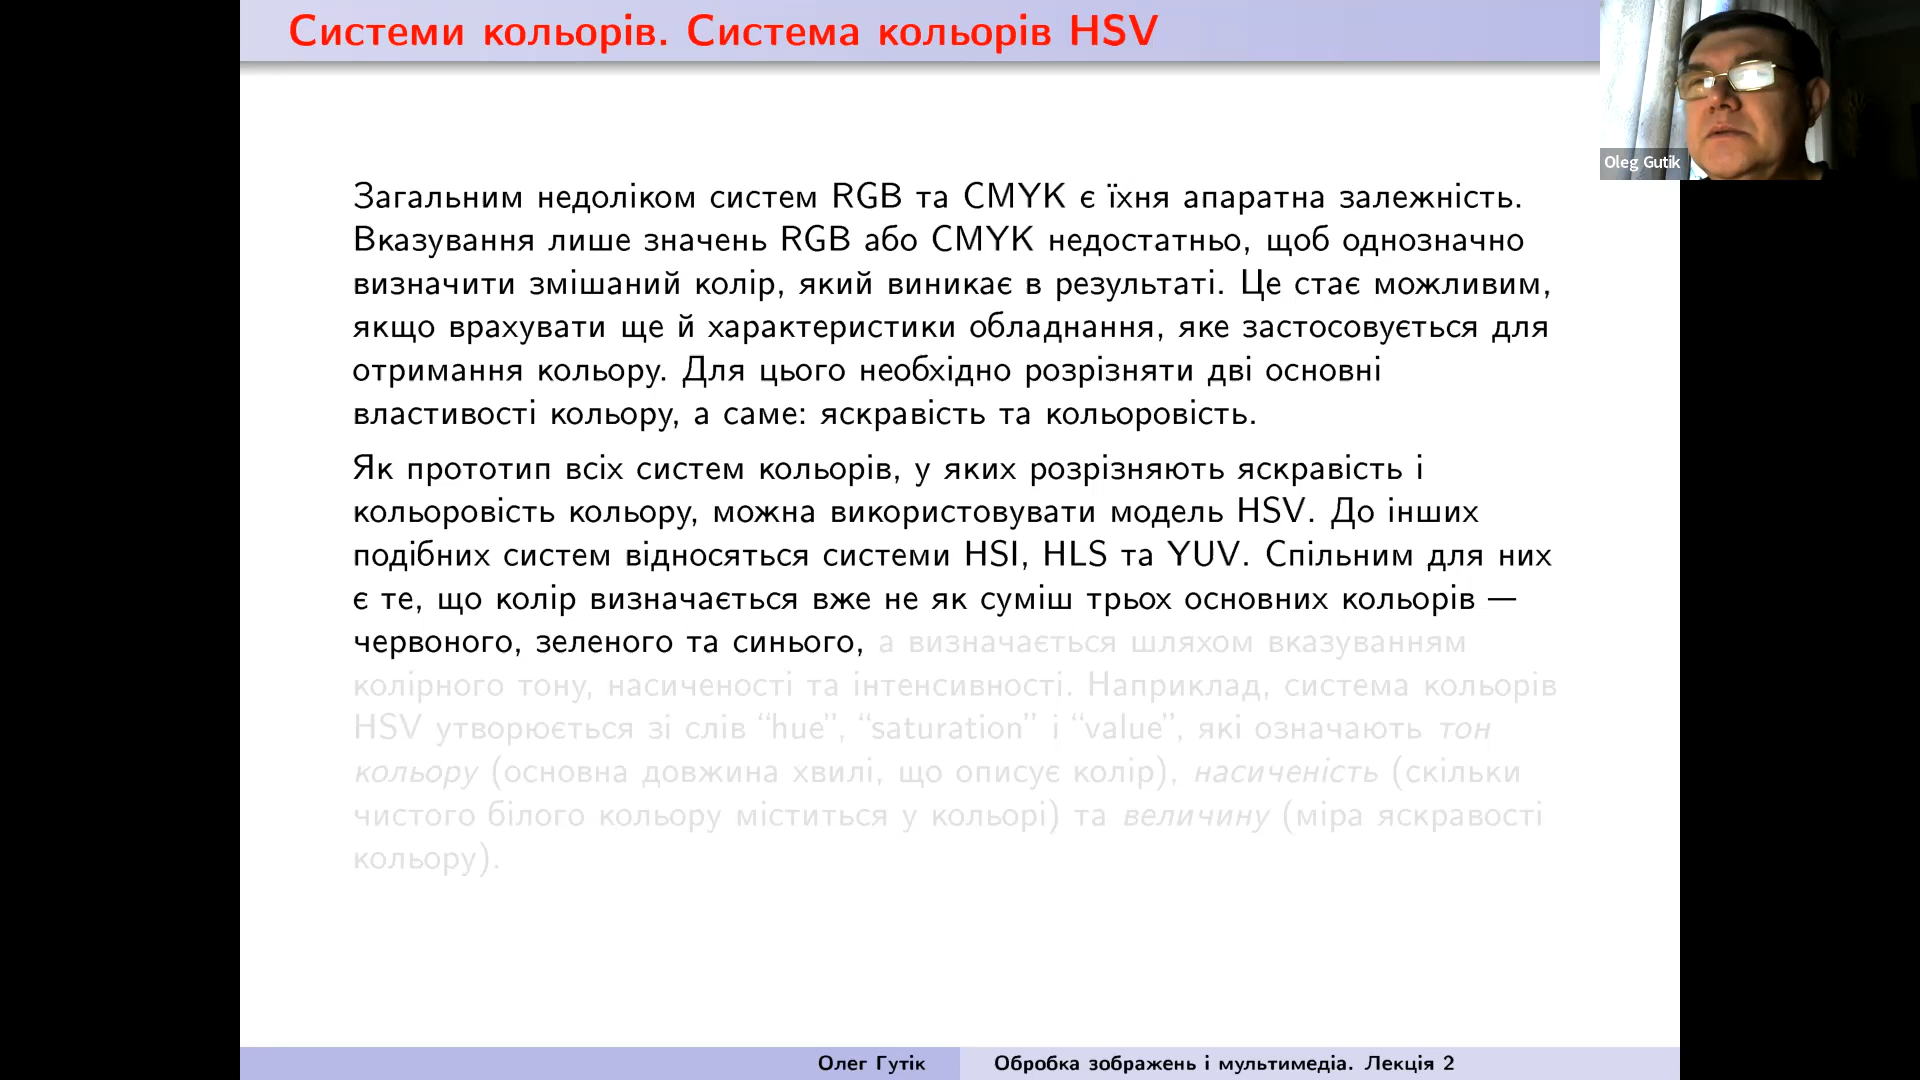 Системи кольорів. Система кольорів HSV
Oleg Gutik
Загальним недоліком систем RGB та CMYK є їхня апаратна залежність.
Вказування лише значень RGB або CMYK недостатньо, щоб однозначно
визначити змішаний колір, який виникає в результаті. Це стає можливим,
якщо врахувати ще й характеристики обладнання, яке застосовується для
отримання кольору. Для цього необхідно розрізняти дві основні
властивості кольору, а саме: яскравість та кольоровість.
Як прототип всіх систем кольорів, у яких розрізняють яскравість і
кольоровість кольору, можна використовувати модель HSV. До інших
подібних систем відносяться системи HSI, HLS та YUV. Спільним для них
є те, що колір визначається вже не як суміш трьох основних кольорів —
червоного, зеленого та синього, а визначається шляхом вказуванням
колірного тону, насиченості та інтенсивності. Наприклад, система кольорів
HSV утворюється зі слів “hue”, “saturation” і “value”, які означають тон
кольору (основна довжина хвилі, що описує колір), насиченість (скільки
чистого білого кольору міститься у кольорі) та величину (міра яскравості
кольору).
Олег Гутік
Обробка зображень і мультимедіа. Лекція 2